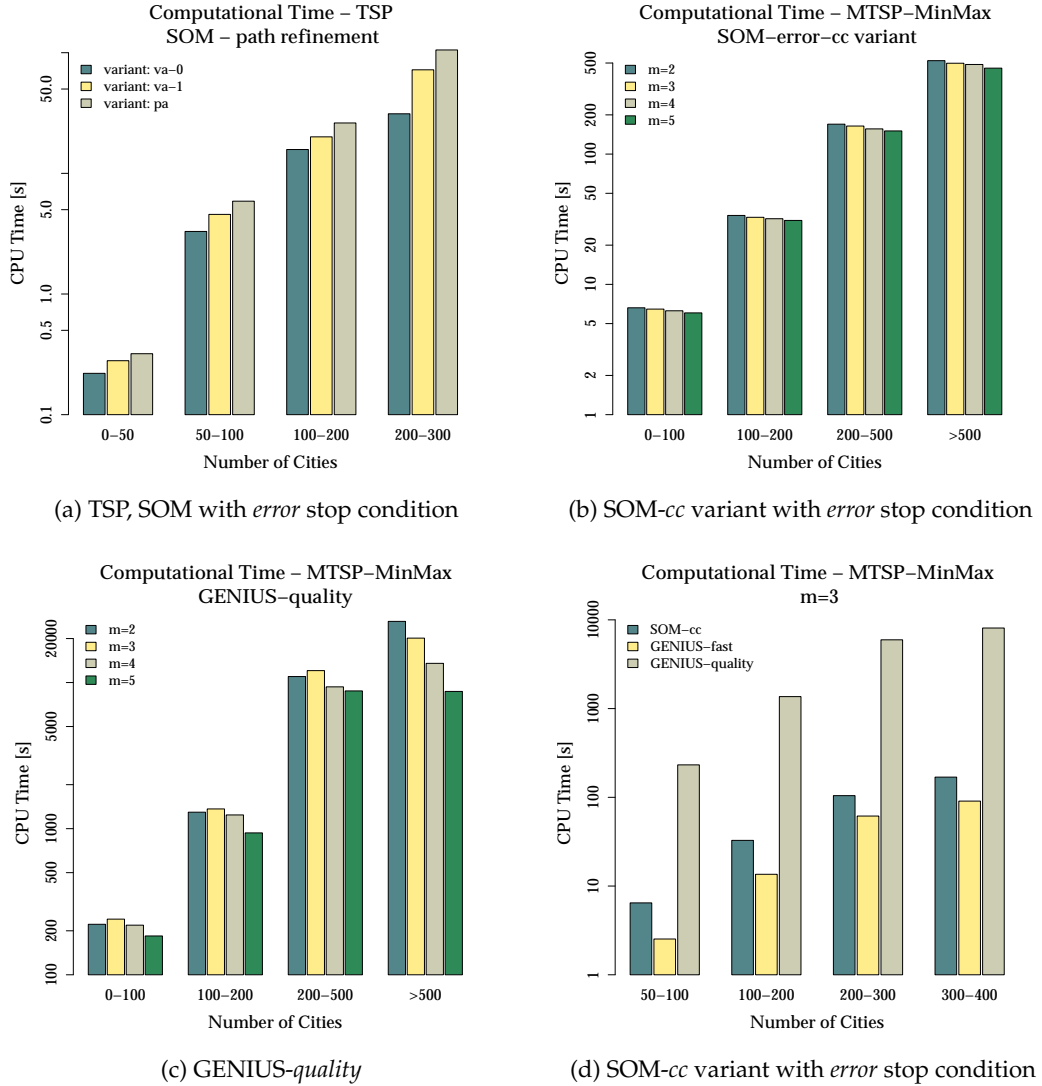 Computational Time – TSP
SOM – path refinement
variant: va–0
variant: va–1
variant: pa
CPU Time [s]
50.0
5.0
1.0
0.5
0.1
0–50
50–100
100–200
200–300
Number of Cities
(a) TSP, SOM with error stop condition
Computational Time – MTSP–MinMax
SOM–error–cc variant
m=2
m=3
m=4
m=5
CPU Time [s]
500
200
100
50
20
10
5
2
1
0–100
100–200
200–500
>500
Number of Cities
(b) SOM-cc variant with error stop condition
Computational Time – MTSP–MinMax
GENIUS–quality
m=2
m=3
m=4
m=5
CPU Time [s]
20000
5000
1000
500
200
100
0–100
100–200
200–500
>500
Number of Cities
(c) GENIUS-quality
Computational Time – MTSP–MinMax
m=3
SOM–cc
GENIUS–fast
GENIUS–quality
CPU Time [s]
10000
1000
100
10
1
50–100
100–200
200–300
300–400
Number of Cities
(d) SOM-cc variant with error stop condition